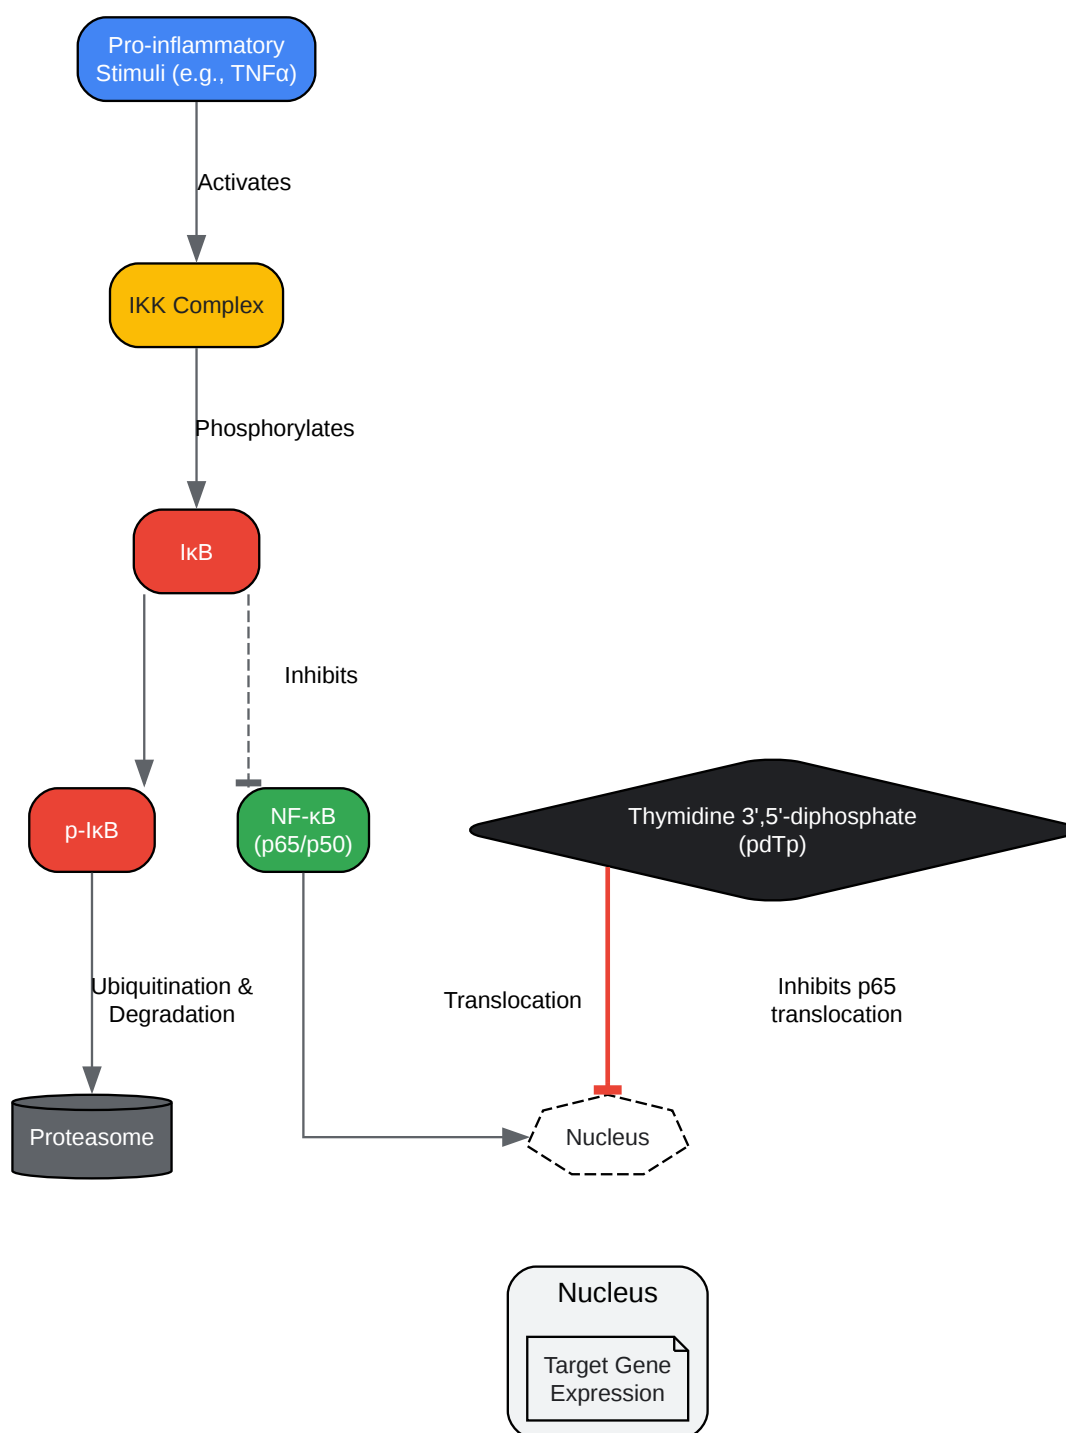 Pro-inflammatory
Stimuli (e.g., TNFα)
Activates
IKK Complex
Phosphorylates
IκB
Inhibits
p-IκB
NF-κB
(p65/p50)
Thymidine 3',5'-diphosphate
(pdTp)
Ubiquitination &
Degradation
Translocation
Inhibits p65
translocation
Proteasome
Nucleus
Nucleus
Target Gene
Expression